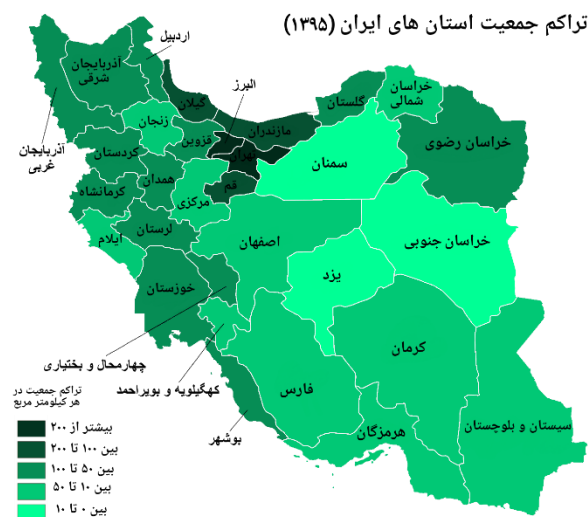 تراکم جمعیت استان های ایران (۱۳۹۵)
اردبیل
آذربایجان
شرقی
البرز
گیلان
خراسان
شمالی
گلستان
مازندران
زنجان
قزوین
خراسان رضوی
تهران
آذربایجان
غربی
کردستان
سمنان
همدان
قم
کرمانشاه
مرکزی
لرستان
ایلام
اصفهان
خراسان جنوبی
یزد
خوزستان
کرمان
چهارمحال و بختیاری
کهگیلویه و بویراحمد
فارس
بوشهر
هرمزگان
سیستان و بلوچستان
تراکم جمعیت در
هر کیلومتر مربع
بیشتر از ۲۰۰
بین ۱۰۰ تا ۲۰۰
بین ۵۰ تا ۱۰۰
بین ۱۰ تا ۵۰
بین ۰ تا ۱۰